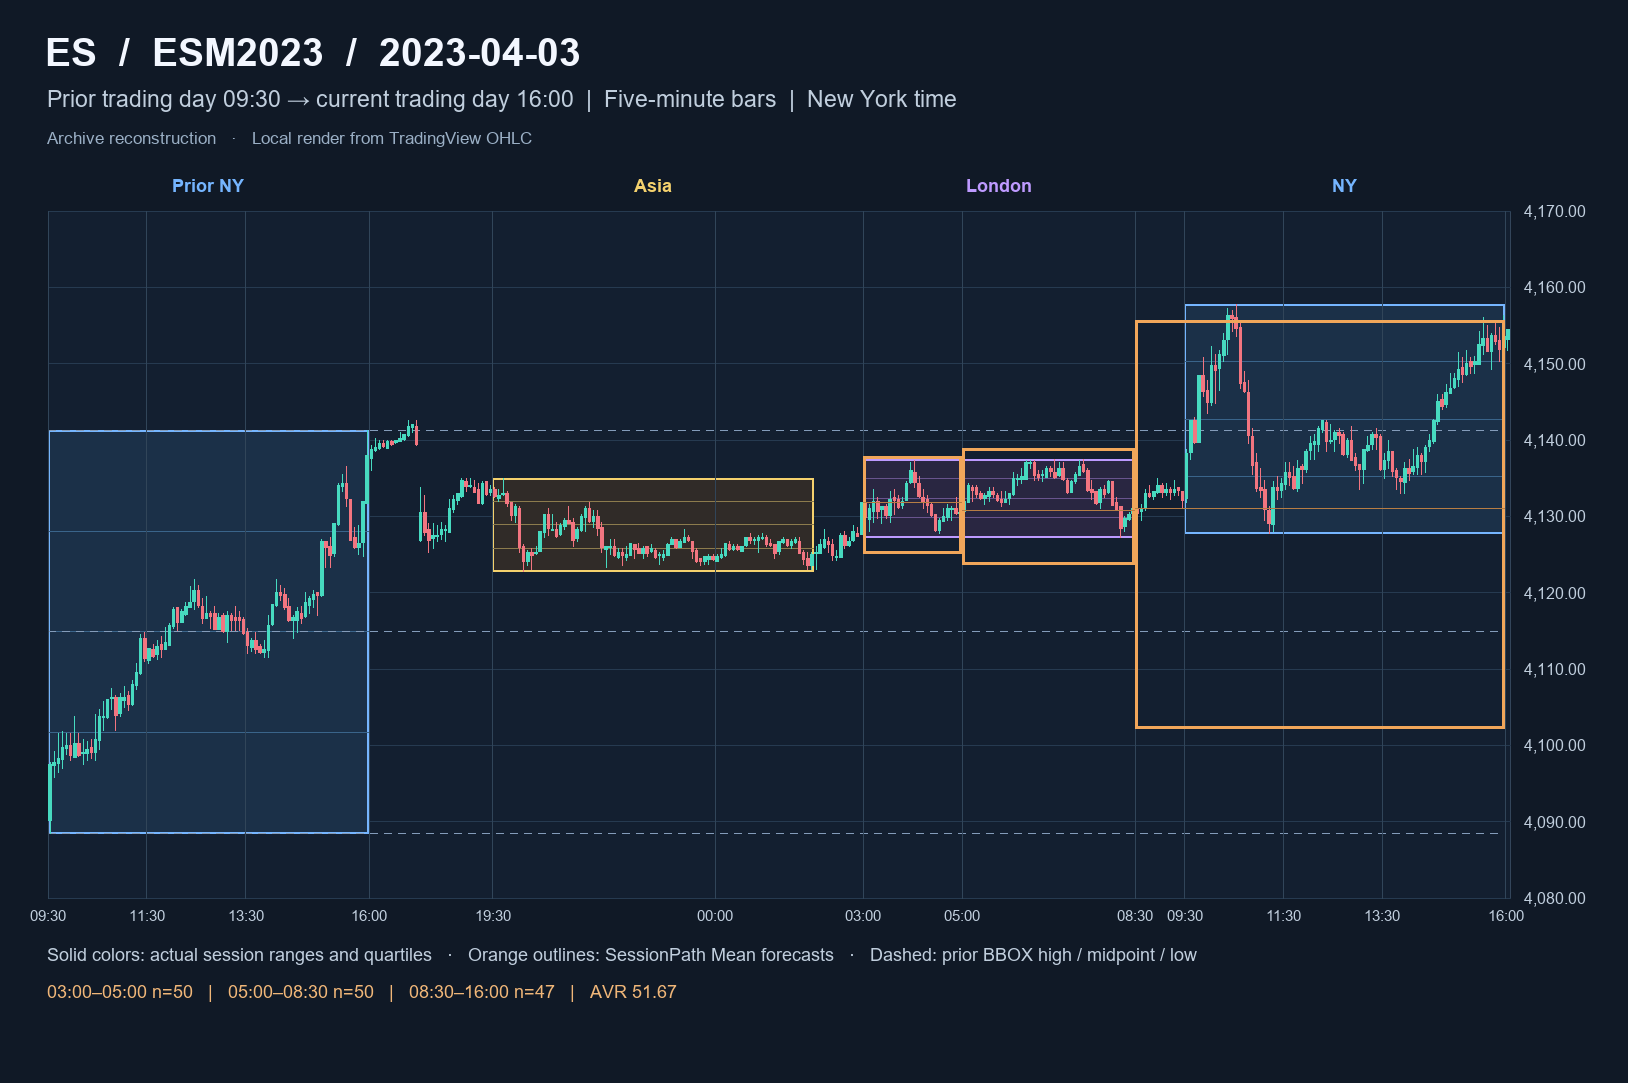 ES / ESM2023 / 2023-04-03
Prior trading day 09:30 → current trading day 16:00 | Five-minute bars | New York time
Archive reconstruction · Local render from TradingView OHLC
Prior NY Asia London NY
4,170.00
4,160.00
4,150.00
4,140.00
4,130.00
4,120.00
4,110.00
4,100.00
4,090.00
4,080.00
09:30 11:30 13:30 16:00 19:30 00:00 03:00 05:00 08:30 09:30 11:30 13:30 16:00
Solid colors: actual session ranges and quartiles · Orange outlines: SessionPath Mean forecasts · Dashed: prior BBOX high / midpoint / low
03:00–05:00 n=50 | 05:00–08:30 n=50 | 08:30–16:00 n=47 | AVR 51.67